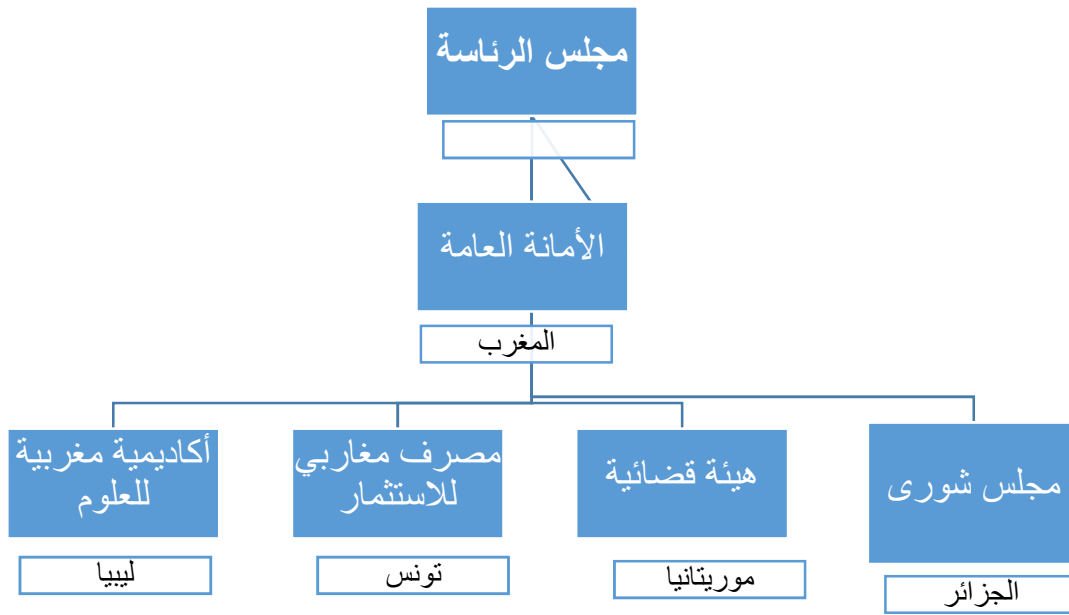 مجلس الرئاسة
الأمانة العامة
المغرب
مجلس شورى
الجزائر
هيئة قضائية
موريتانيا
مصرف مغاربي
للاستثمار
تونس
أكاديمية مغربية
للعلوم
ليبيا